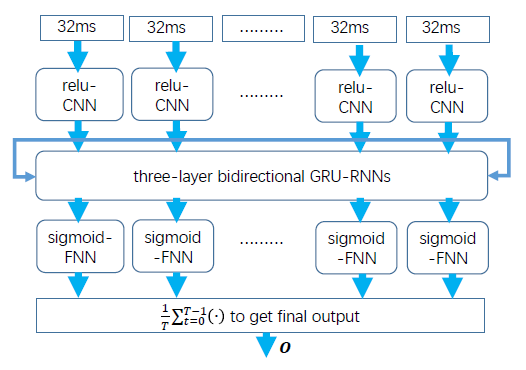 32ms 32ms ......... 32ms 32ms
relu- relu- relu- relu-
CNN CNN ......... CNN CNN
three-layer bidirectional GRU-RNNs
sigmoid- sigmoid ......... sigmoid sigmoid
FNN -FNN -FNN -FNN
$\frac{1}{T}\sum_{t=0}^{T-1}(\cdot)$ to get final output
O